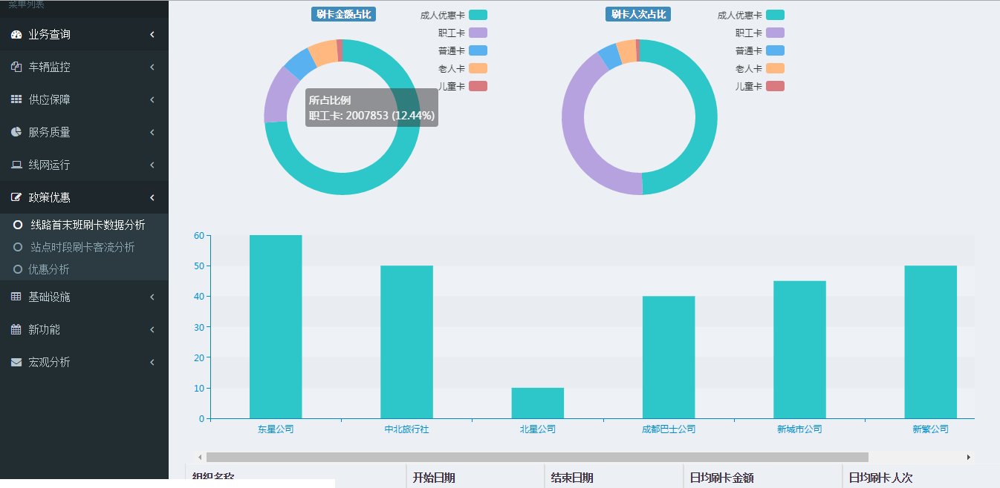 菜单列表
业务查询
车辆监控
供应保障
服务质量
线网运行
政策优惠
线路首末班刷卡数据分析
站点时段刷卡客流分析
优惠分析
基础设施
新功能
宏观分析
刷卡金额占比
成人优惠卡
职工卡
普通卡
老人卡
儿童卡
所占比例
职工卡: 2007853 (12.44%)
刷卡人次占比
成人优惠卡
职工卡
普通卡
老人卡
儿童卡
60
50
40
30
20
10
0
东星公司 中北旅行社 北星公司 成都巴士公司 新城市公司 新繁公司
组织名称 开始日期 结束日期 日均刷卡金额 日均刷卡人次